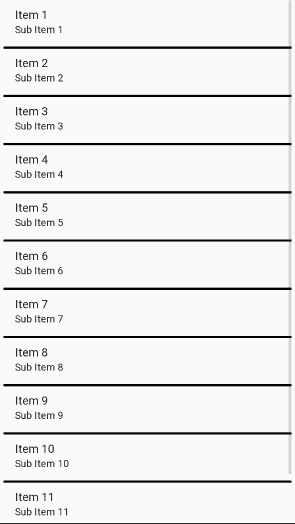 Item 1
Sub Item 1
Item 2
Sub Item 2
Item 3
Sub Item 3
Item 4
Sub Item 4
Item 5
Sub Item 5
Item 6
Sub Item 6
Item 7
Sub Item 7
Item 8
Sub Item 8
Item 9
Sub Item 9
Item 10
Sub Item 10
Item 11
Sub Item 11